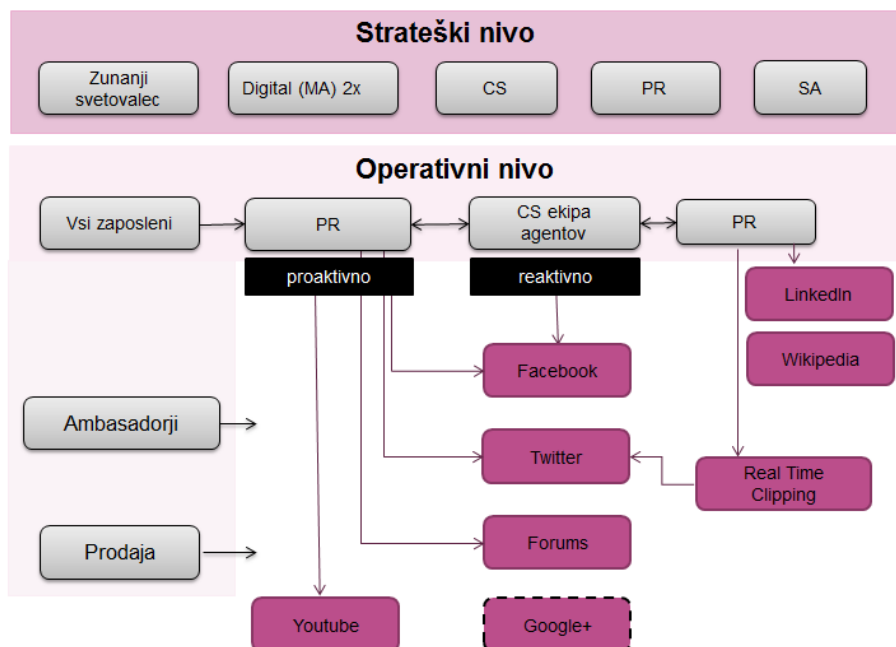 Strateški nivo
Zunanji
svetovalec
Digital (MA) 2x
CS
PR
SA
Operativni nivo
Vsi zaposleni
PR
CS ekipa
agentov
PR
proaktivno
reaktivno
LinkedIn
Wikipedia
Facebook
Ambasadorji
Twitter
Real Time
Clipping
Prodaja
Forums
Youtube
Google+